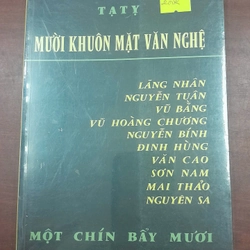 TẠTỴ
MƯỜI KHUÔN MẶT VĂN NGHỆ
LÃNG NHÂN
NGUYỄN TUÂN
VŨ BẰNG
VŨ HOÀNG CHƯƠNG
NGUYỄN BÍNH
ĐINH HÙNG
VĂN CAO
SƠN NAM
MAI THẢO
NGUYÊN SA
MỘT CHÍN BẨY MƯƠI